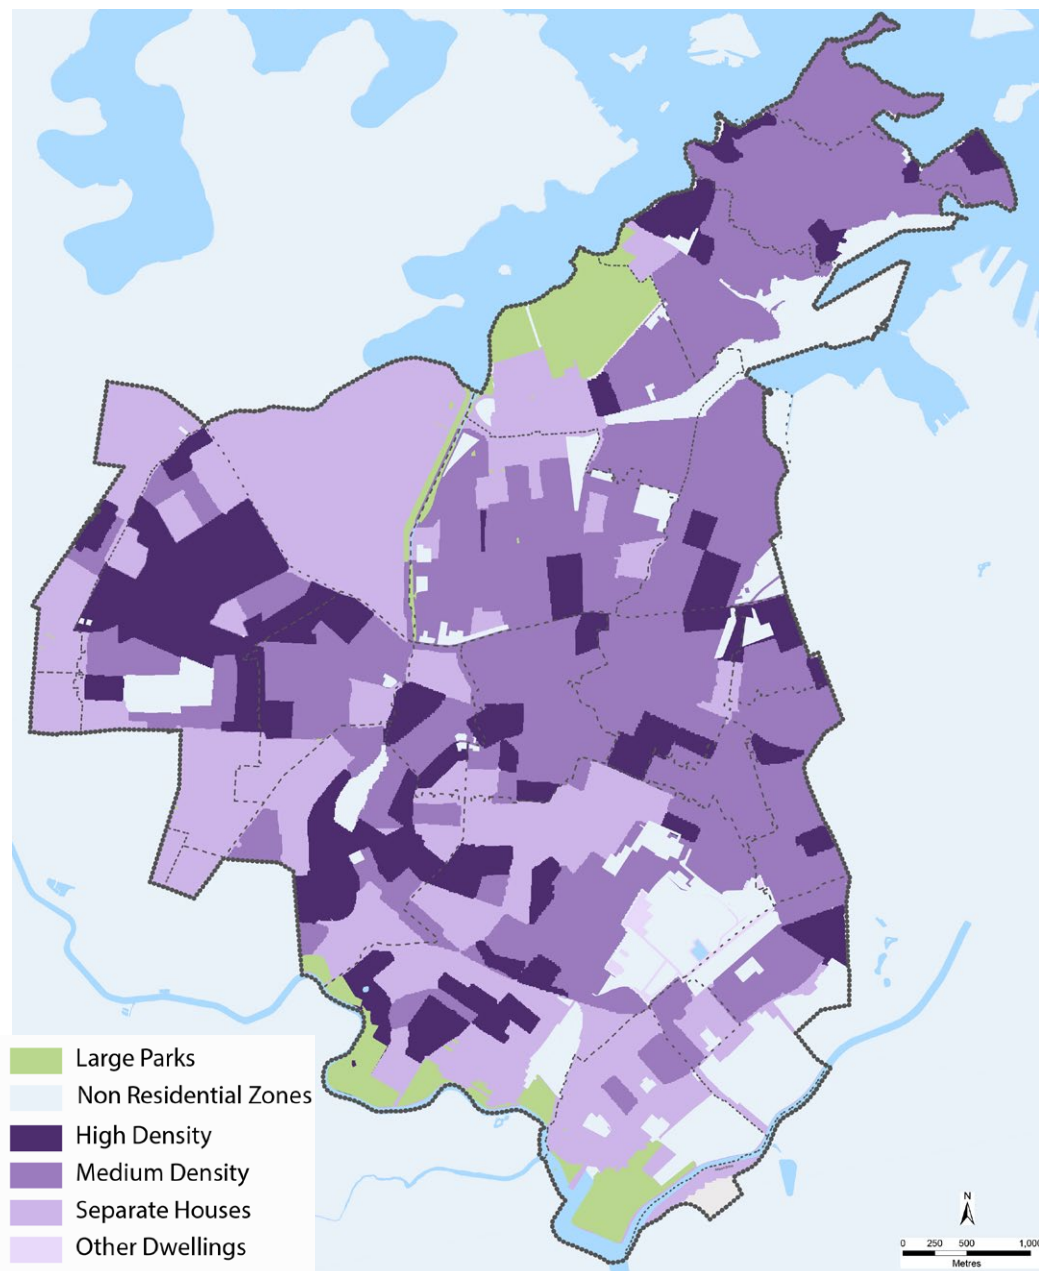 Large Parks
Non Residential Zones
High Density
Medium Density
Separate Houses
Other Dwellings
N
0 250 500 1,000
Metres